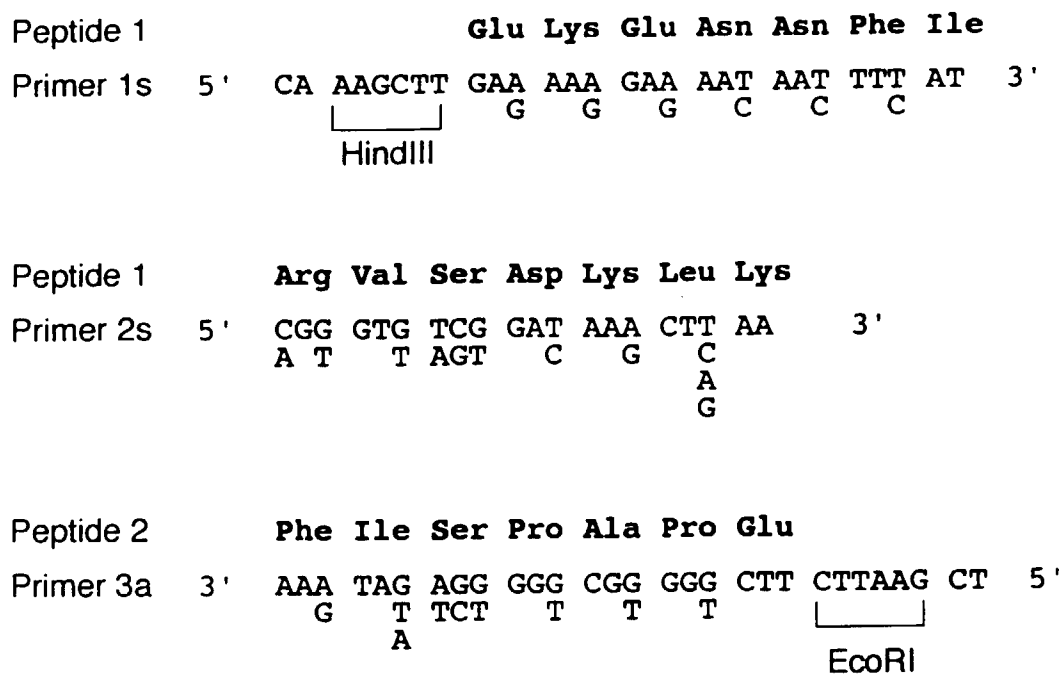 Peptide 1 Glu Lys Glu Asn Asn Phe Ile
Primer 1s 5' CA AAGCTT GAA AAA GAA AAT AAT TTT AT 3'
G G G C C C
HindIII
Peptide 1 Arg Val Ser Asp Lys Leu Lys
Primer 2s 5' CGG GTG TCG GAT AAA CTT AA 3'
A T T AGT C G C
A
G
Peptide 2 Phe Ile Ser Pro Ala Pro Glu
Primer 3a 3' AAA TAG AGG GGG CGG GGG CTT CTTAAG CT 5'
G T TCT T T T
A
EcoRI